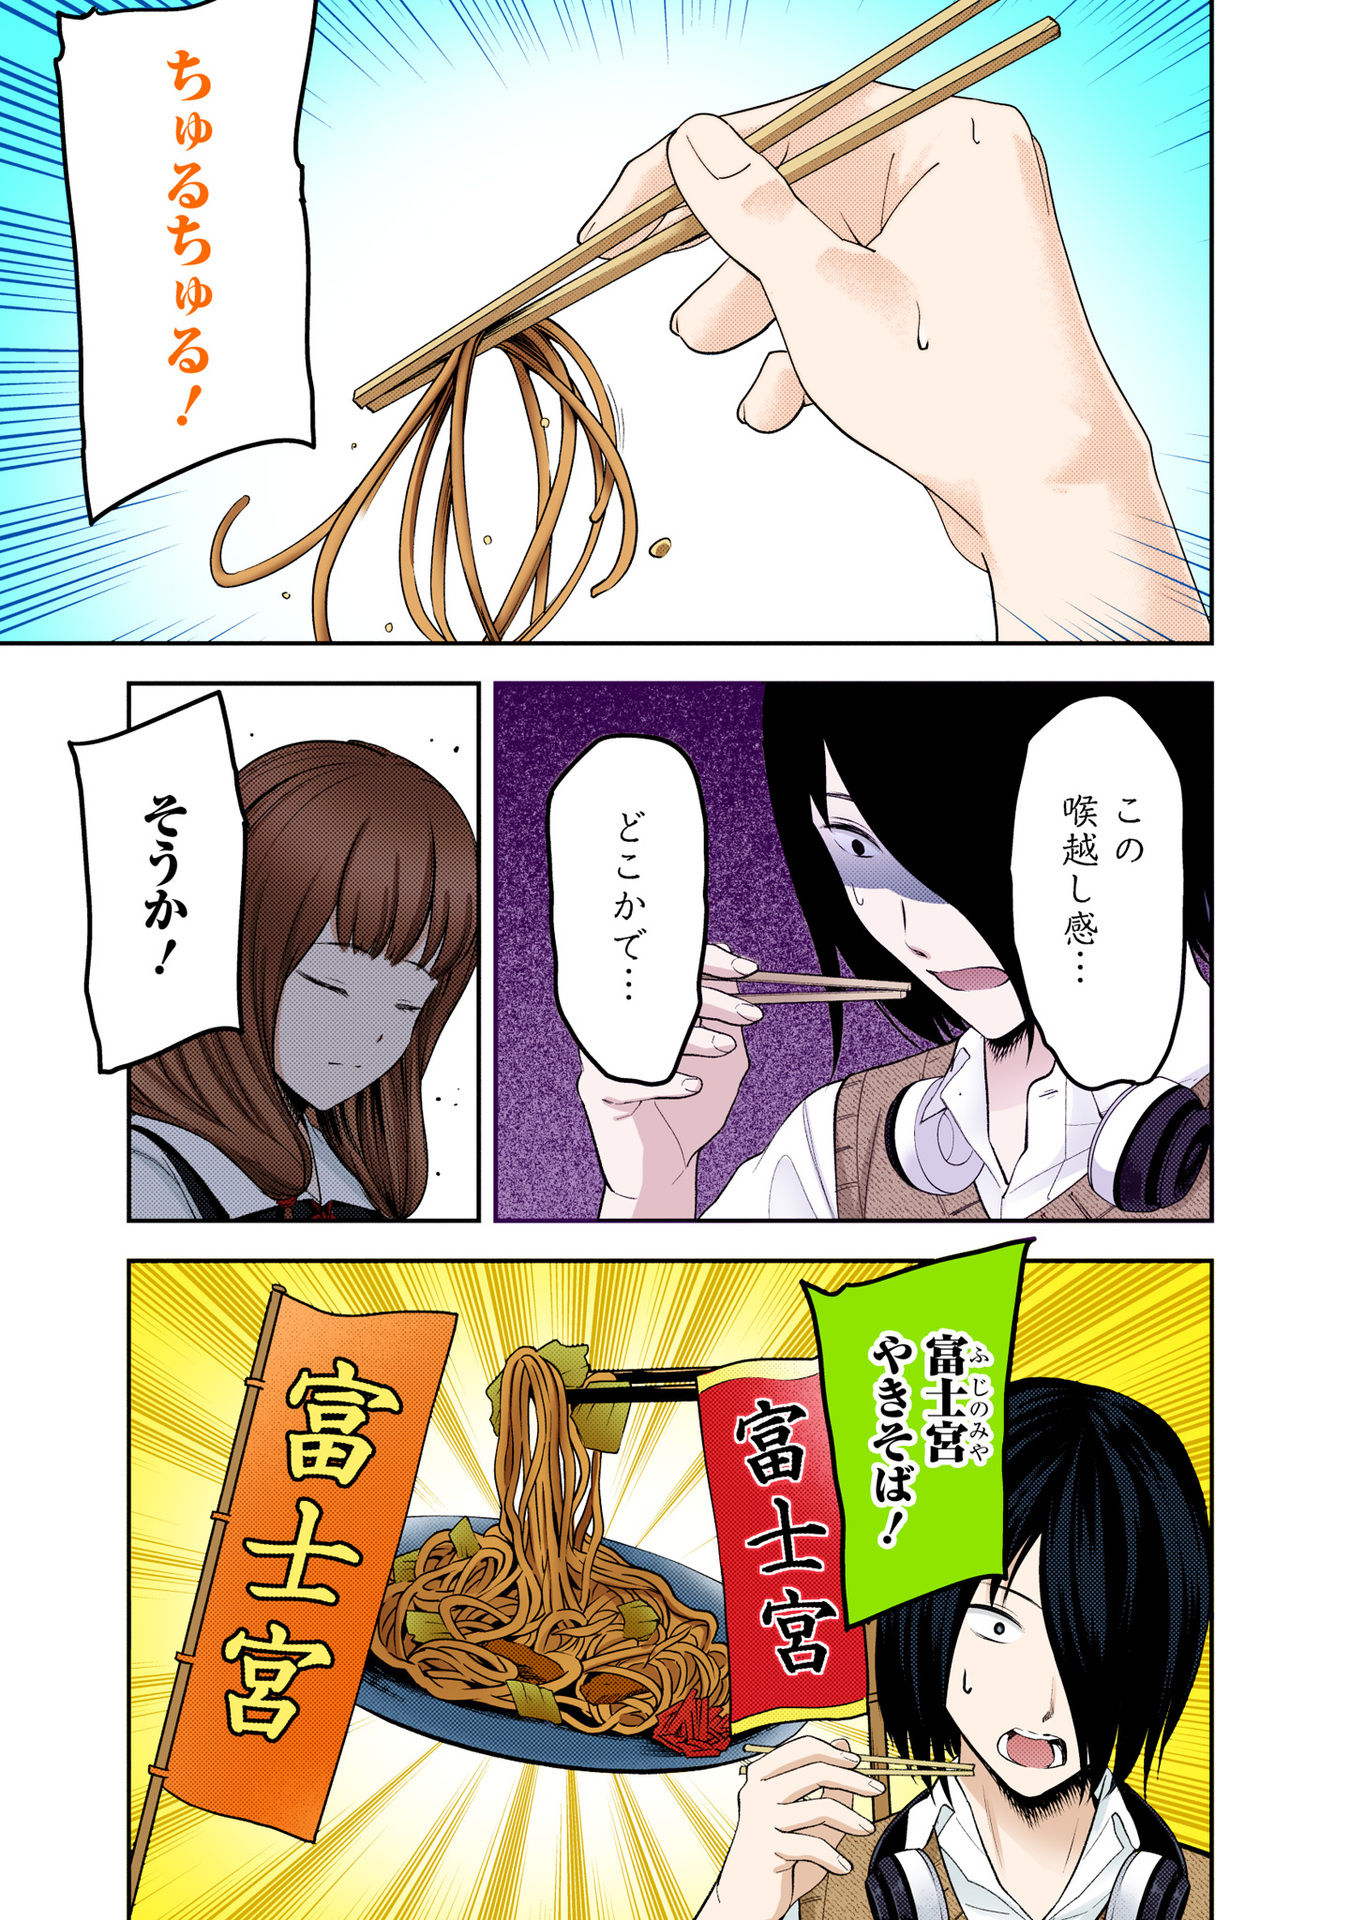 ちゅるちゅる!
この
喉越し感…
どこかで…
そうか!
富士宮
ふじのみや
やきそば!
富士宮
富士宮